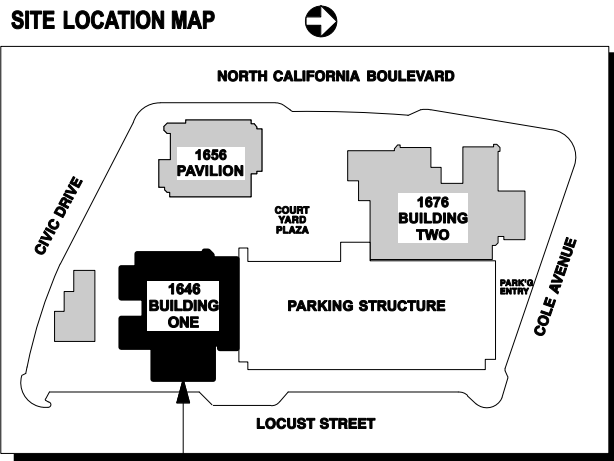 SITE LOCATION MAP
NORTH CALIFORNIA BOULEVARD
1656
PAVILION
CIVIC DRIVE
COURT
YARD
PLAZA
1676
BUILDING
TWO
COLE AVENUE
PARK'G
ENTRY
1646
BUILDING
ONE
PARKING STRUCTURE
LOCUST STREET